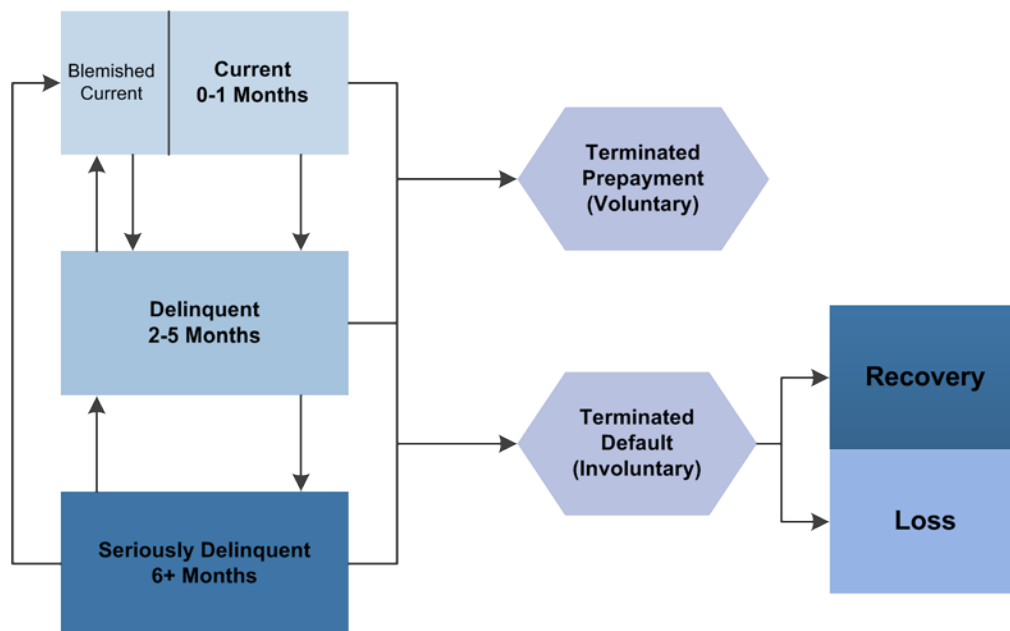 Blemished
Current
Current
0-1 Months
Terminated
Prepayment
(Voluntary)
Delinquent
2-5 Months
Terminated
Default
(Involuntary)
Recovery
Loss
Seriously Delinquent
6+ Months